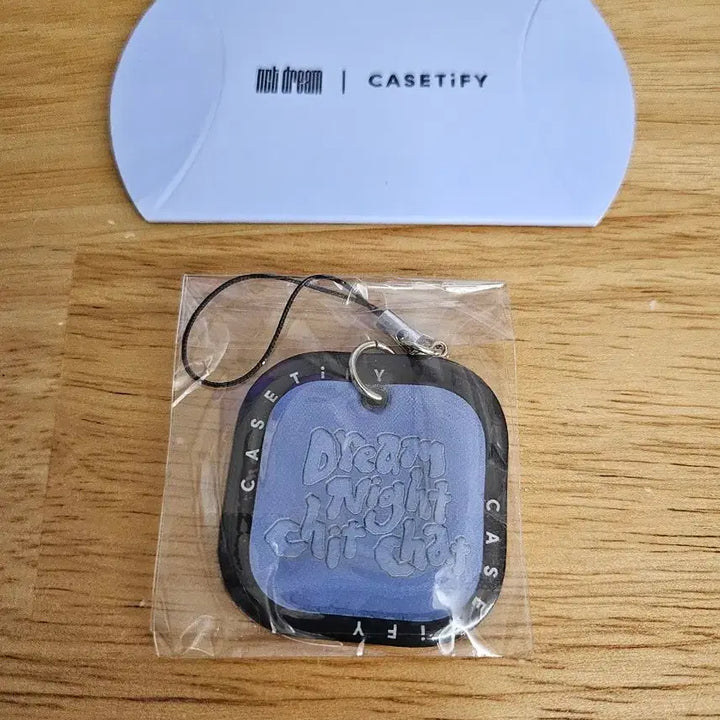 nct dream | CASETiFY
CASETiFY
Dream
Night
chit chat
CASETiFY